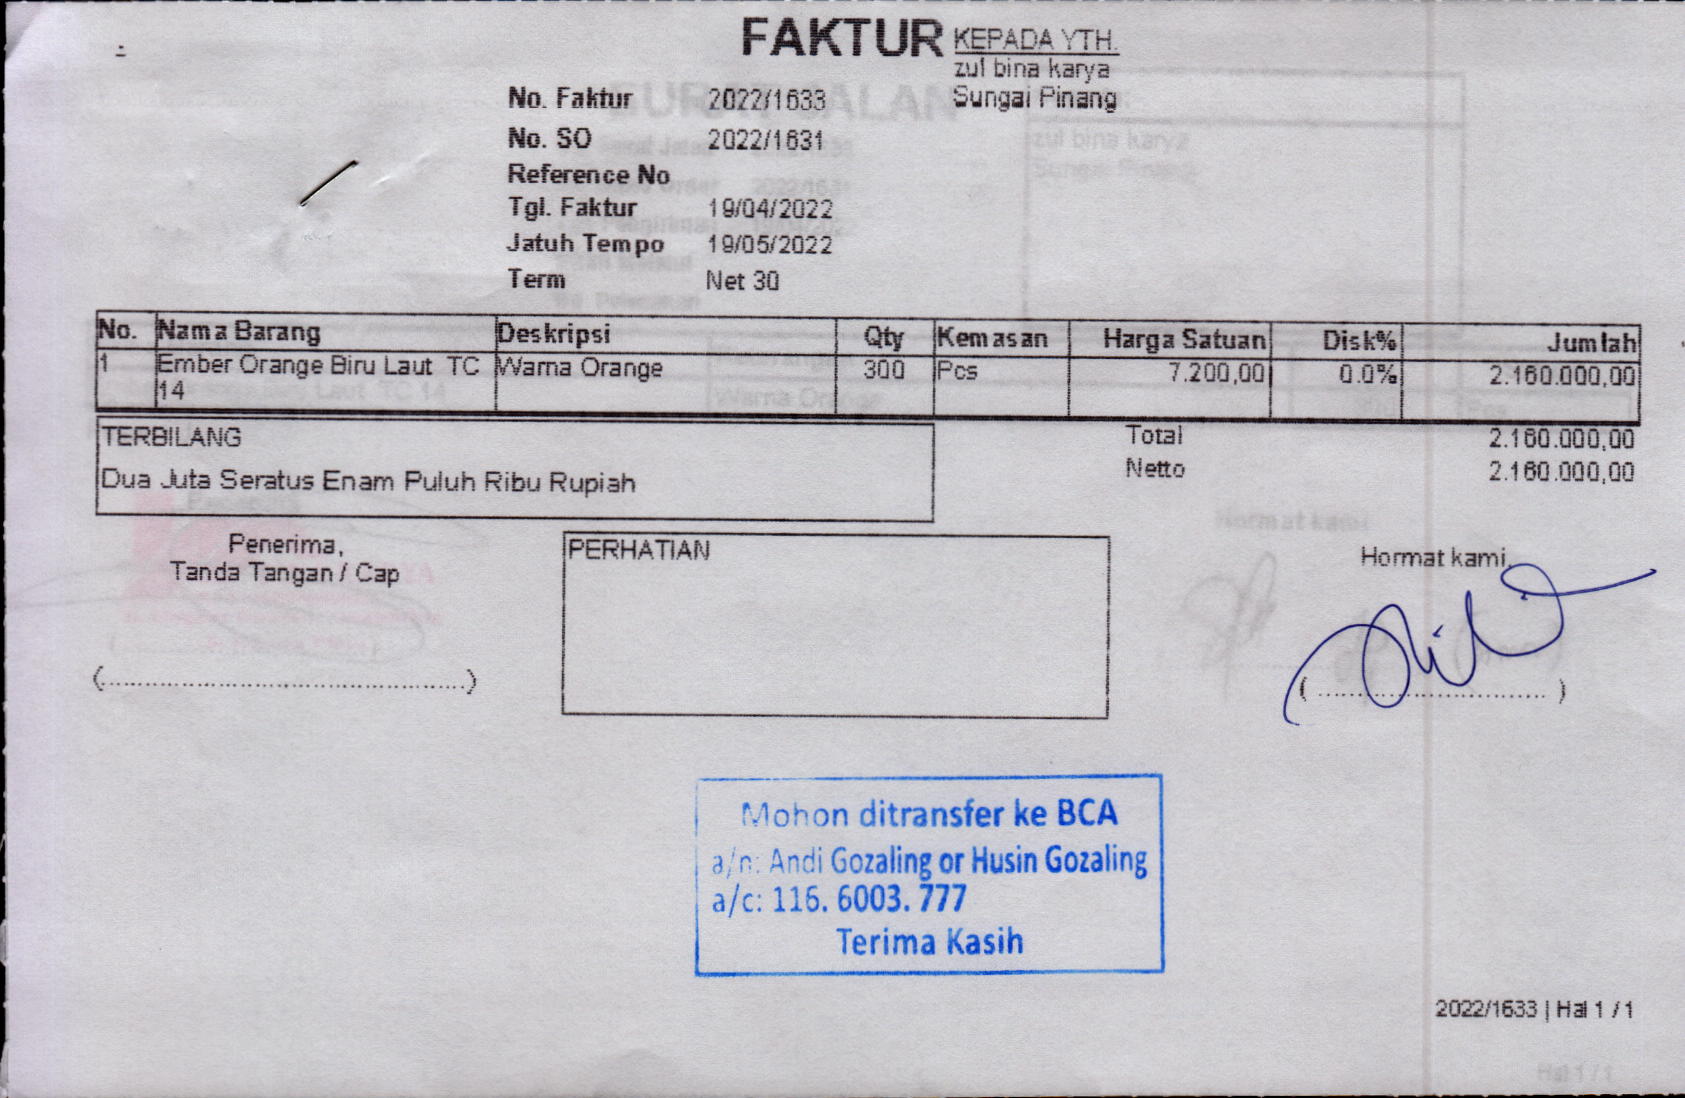 FAKTUR
KEPADA YTH.
zul bina karya
Sungai Pinang
No. Faktur 2022/1633
No. SO 2022/1631
Reference No
Tgl. Faktur 19/04/2022
Jatuh Tempo 19/05/2022
Term Net 30
No. Nama Barang Deskripsi Qty Kemasan Harga Satuan Disk% Jumlah
1 Ember Orange Biru Laut TC Warna Orange 300 Pcs 7.200,00 0.0% 2.160.000,00
14
TERBILANG
Dua Juta Seratus Enam Puluh Ribu Rupiah
Total 2.160.000,00
Netto 2.160.000,00
Penerima,
Tanda Tangan / Cap
(..........................................)
PERHATIAN
Hormat kami,
(..........................)
Mohon ditransfer ke BCA
a/n: Andi Gozaling or Husin Gozaling
a/c: 116. 6003. 777
Terima Kasih
2022/1633 | Hal 1 / 1